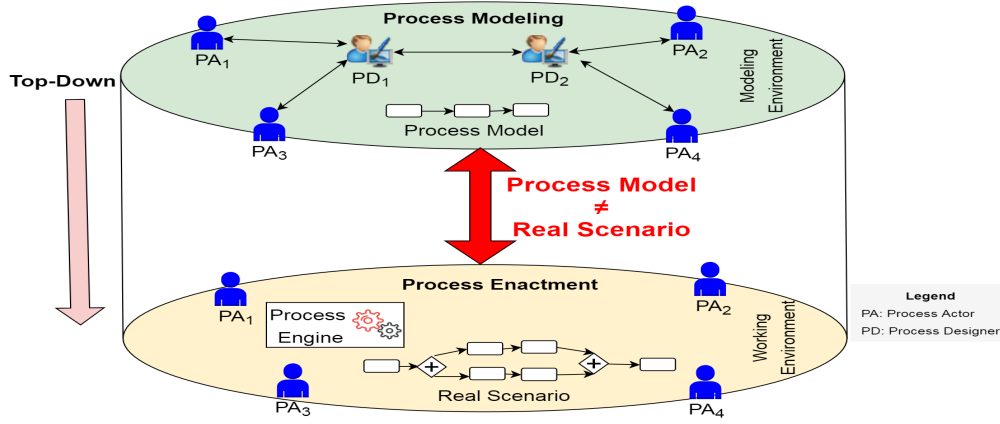 Process Modeling
PA1
PD1
PD2
PA2
Modeling
Environment
Top-Down
PA3
Process Model
PA4
Process Model
≠
Real Scenario
Process Enactment
PA1
PA2
Process
Engine
Working
Environment
PA3
Real Scenario
PA4
Legend
PA: Process Actor
PD: Process Designer